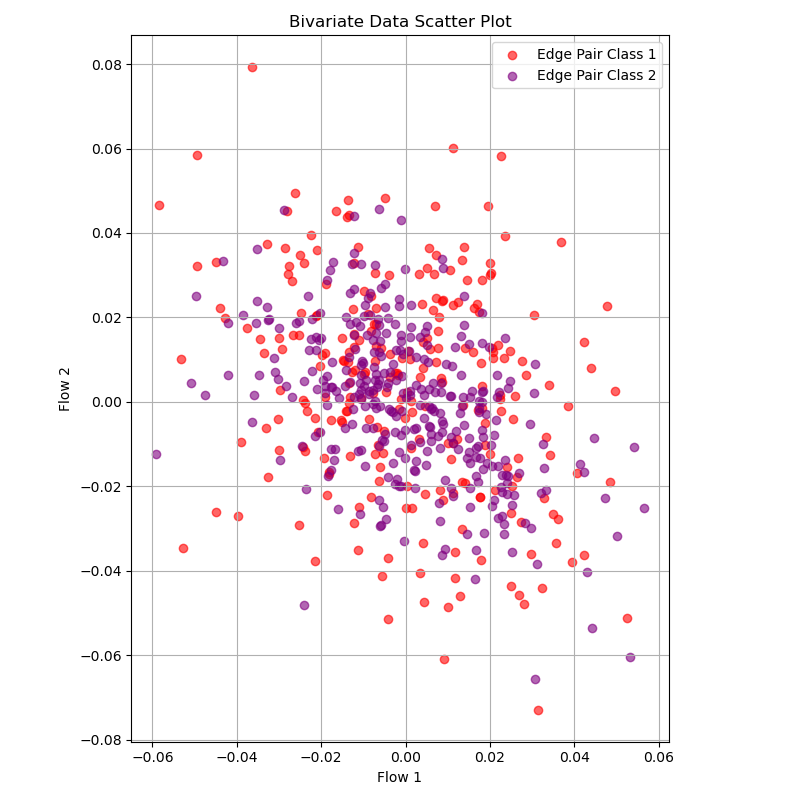 Bivariate Data Scatter Plot
Edge Pair Class 1
Edge Pair Class 2
0.08
0.06
0.04
0.02
0.00
−0.02
−0.04
−0.06
−0.08
Flow 2
−0.06 −0.04 −0.02 0.00 0.02 0.04 0.06
Flow 1